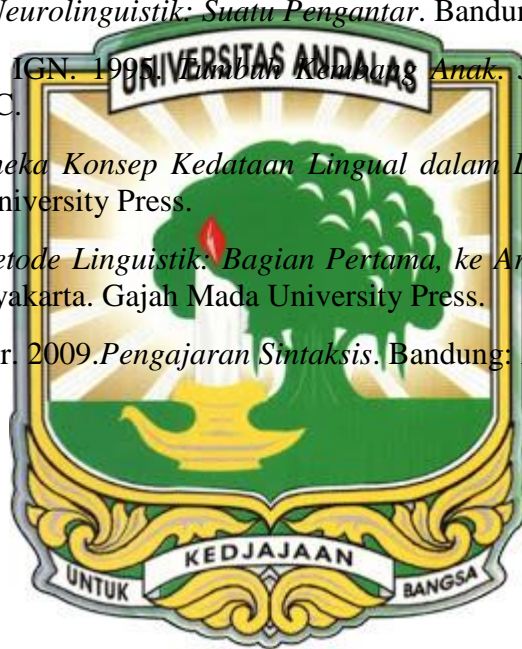 Neurolinguistik: Suatu Pengantar. Bandun
UNIVERSITAS ANDALAS
IGN. 1995. Tumbuh Kembang Anak. J
C.
neka Konsep Kedataan Lingual dalam L
niversity Press.
etode Linguistik: Bagian Pertama, ke Ar
yakarta. Gajah Mada University Press.
r. 2009.Pengajaran Sintaksis. Bandung:
KEDJAJAAN
UNTUK
BANGSA